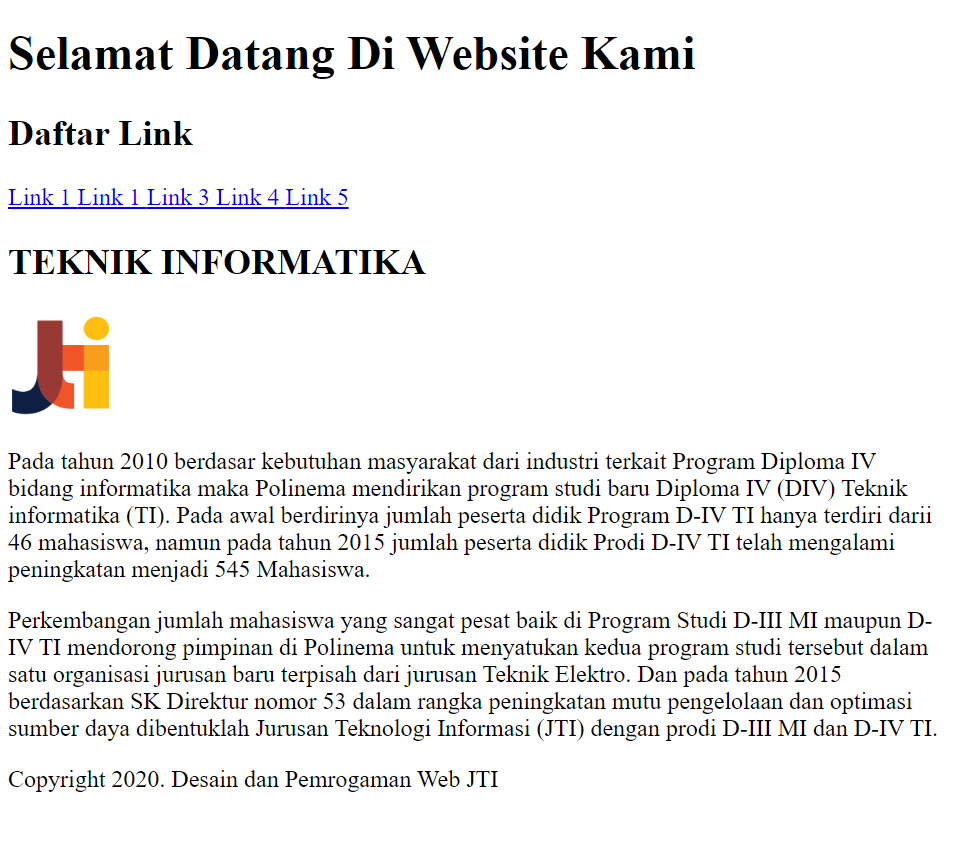 Selamat Datang Di Website Kami
Daftar Link
Link 1 Link 1 Link 3 Link 4 Link 5
TEKNIK INFORMATIKA
Jti
Pada tahun 2010 berdasar kebutuhan masyarakat dari industri terkait Program Diploma IV
bidang informatika maka Polinema mendirikan program studi baru Diploma IV (DIV) Teknik
informatika (TI). Pada awal berdirinya jumlah peserta didik Program D-IV TI hanya terdiri darii
46 mahasiswa, namun pada tahun 2015 jumlah peserta didik Prodi D-IV TI telah mengalami
peningkatan menjadi 545 Mahasiswa.
Perkembangan jumlah mahasiswa yang sangat pesat baik di Program Studi D-III MI maupun D-
IV TI mendorong pimpinan di Polinema untuk menyatukan kedua program studi tersebut dalam
satu organisasi jurusan baru terpisah dari jurusan Teknik Elektro. Dan pada tahun 2015
berdasarkan SK Direktur nomor 53 dalam rangka peningkatan mutu pengelolaan dan optimasi
sumber daya dibentuklah Jurusan Teknologi Informasi (JTI) dengan prodi D-III MI dan D-IV TI.
Copyright 2020. Desain dan Pemrogaman Web JTI